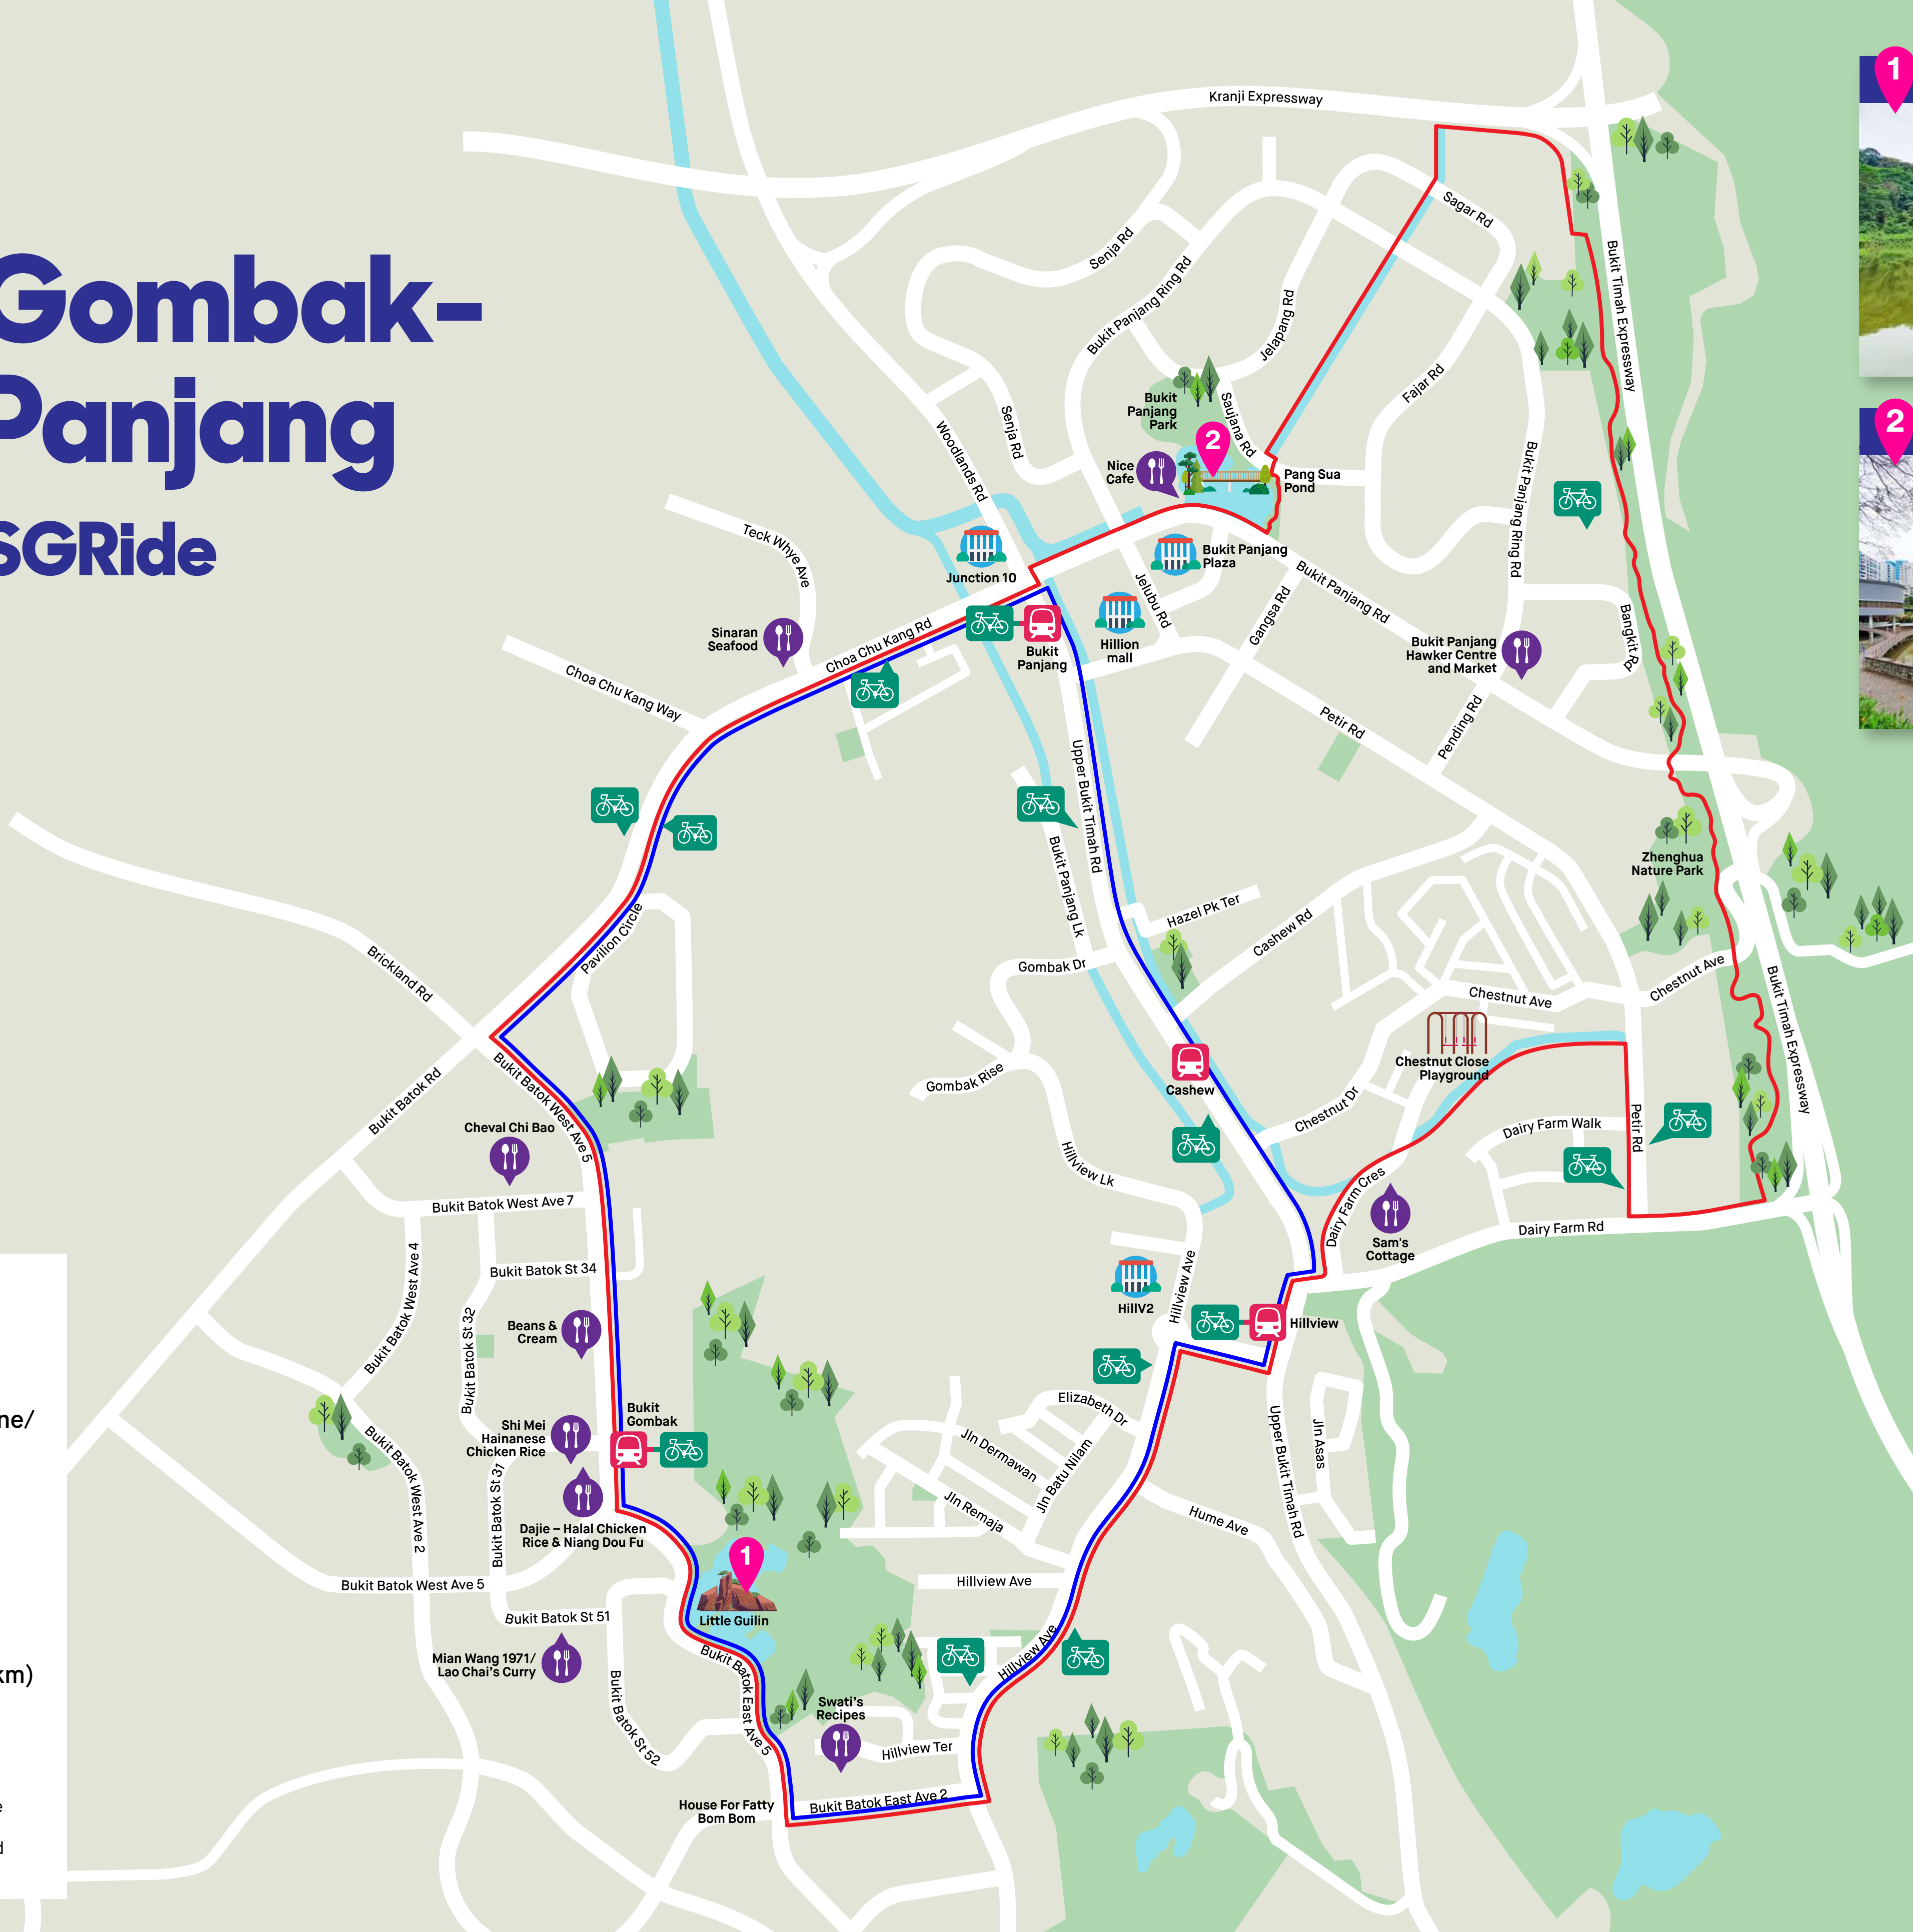 Gombak-
Panjang
SGRide
1
2
Kranji Expressway
Sagar Rd
Senja Rd
Bukit Panjang Ring Rd
Jelapang Rd
Bukit Timah Expressway
Fajar Rd
Bukit
Panjang
Park
Saujana Rd
2
Nice
Cafe
Pang Sua
Pond
Senja Rd
Woodlands Rd
Bukit Panjang Ring Rd
Teck Whye Ave
Junction 10
Bukit Panjang
Plaza
Bukit Panjang Rd
Jelubu Rd
Gangsa Rd
Hillion
mall
Bukit
Panjang
Bangkit Rd
Bukit Panjang
Hawker Centre
and Market
Sinaran
Seafood
Choa Chu Kang Rd
Choa Chu Kang Way
Petir Rd
Pending Rd
Upper Bukit Timah Rd
Bukit Panjang Lk
Zhenghua
Nature Park
Hazel Pk Ter
Cashew Rd
Pavilion Circle
Brickland Rd
Gombak Dr
Chestnut Ave
Chestnut Ave
Bukit Timah Expressway
Chestnut Close
Playground
Bukit Batok West Ave 5
Bukit Batok Rd
Gombak Rise
Cashew
Chestnut Dr
Dairy Farm Walk
Petir Rd
Cheval Chi Bao
Hillview Lk
Dairy Farm Cres
Bukit Batok West Ave 7
Sam's
Cottage
Dairy Farm Rd
Bukit Batok West Ave 4
Bukit Batok St 34
Hillview Ave
HillV2
Hillview
Bukit Batok St 32
Beans &
Cream
Elizabeth Dr
Bukit
Gombak
Shi Mei
Hainanese
Chicken Rice
Jln Dermawan
Jln Batu Nilam
Upper Bukit Timah Rd
Jln Asas
Bukit Batok West Ave 2
Bukit Batok St 31
Jln Remaja
Hume Ave
Dajie – Halal Chicken
Rice & Niang Dou Fu
1
Little Guilin
Bukit Batok West Ave 5
Hillview Ave
Bukit Batok St 51
Mian Wang 1971/
Lao Chai's Curry
Hillview Ave
Bukit Batok East Ave 5
Bukit Batok St 52
Swati's
Recipes
Hillview Ter
House For Fatty
Bom Bom
Bukit Batok East Ave 2
ne/
km)